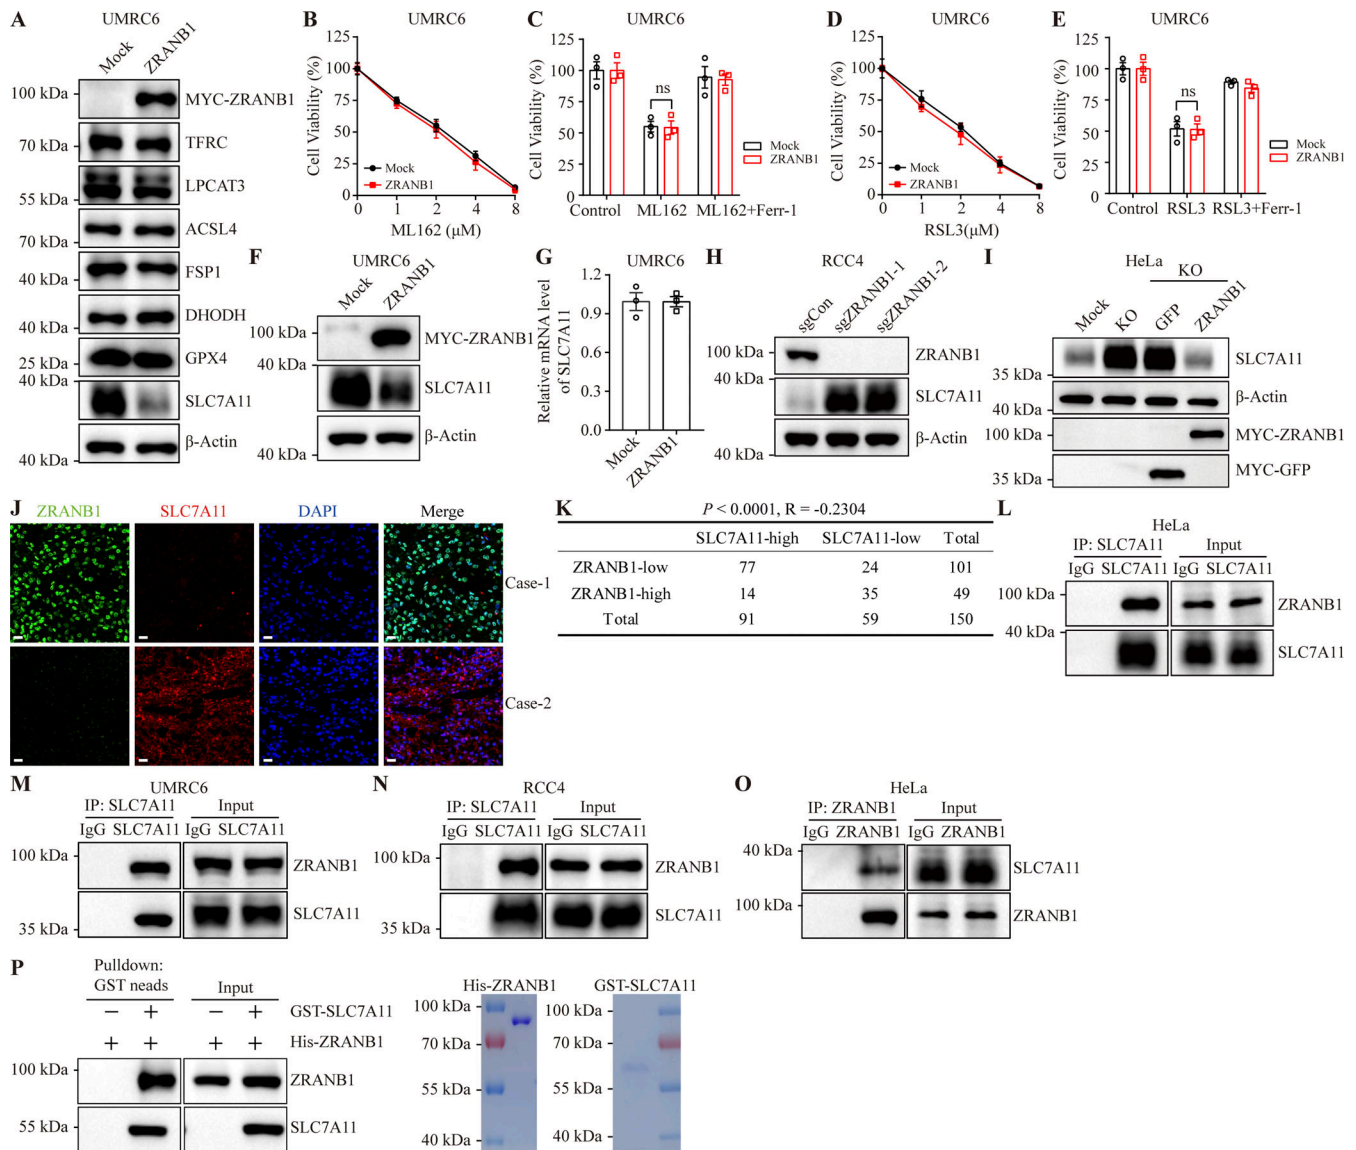 A
UMRC6
Mock
ZRANB1
100 kDa
MYC-ZRANB1
70 kDa
TFRC
55 kDa
LPCAT3
70 kDa
ACSL4
40 kDa
FSP1
40 kDa
DHODH
25 kDa
GPX4
40 kDa
SLC7A11
β-Actin
40 kDa
B
UMRC6
Cell Viability (%)
125
100
75
50
25
0
Mock
ZRANB1
0 1 2 4 8
ML162 (μM)
C
UMRC6
Cell Viability (%)
125
100
75
50
25
0
ns
Mock
ZRANB1
Control ML162 ML162+Ferr-1
D
UMRC6
Cell Viability (%)
125
100
75
50
25
0
Mock
ZRANB1
0 1 2 4 8
RSL3(μM)
E
UMRC6
Cell Viability (%)
125
100
75
50
25
0
ns
Mock
ZRANB1
Control RSL3 RSL3+Ferr-1
F
UMRC6
Mock
ZRANB1
100 kDa
MYC-ZRANB1
40 kDa
SLC7A11
β-Actin
40 kDa
G
UMRC6
Relative mRNA level
of SLC7A11
1.2
0.9
0.6
0.3
0.0
Mock
ZRANB1
H
RCC4
sgCon
sgZRANB1-1
sgZRANB1-2
100 kDa
ZRANB1
40 kDa
SLC7A11
β-Actin
40 kDa
I
HeLa
KO
Mock
KO
GFP
ZRANB1
SLC7A11
35 kDa
β-Actin
40 kDa
100 kDa
MYC-ZRANB1
35 kDa
MYC-GFP
J
ZRANB1 SLC7A11 DAPI Merge
Case-1
Case-2
K
P < 0.0001, R = -0.2304
SLC7A11-high SLC7A11-low Total
ZRANB1-low 77 24 101
ZRANB1-high 14 35 49
Total 91 59 150
L
HeLa
IP: SLC7A11 Input
IgG SLC7A11 IgG SLC7A11
100 kDa
ZRANB1
40 kDa
SLC7A11
M
UMRC6
IP: SLC7A11 Input
IgG SLC7A11 IgG SLC7A11
100 kDa
ZRANB1
SLC7A11
35 kDa
N
RCC4
IP: SLC7A11 Input
IgG SLC7A11 IgG SLC7A11
100 kDa
ZRANB1
SLC7A11
35 kDa
O
HeLa
IP: ZRANB1 Input
IgG ZRANB1 IgG ZRANB1
40 kDa
SLC7A11
100 kDa
ZRANB1
P
Pulldown:
GST neads Input
− + − + GST-SLC7A11
+ + + + His-ZRANB1
100 kDa
ZRANB1
55 kDa
SLC7A11
His-ZRANB1
100 kDa
70 kDa
55 kDa
40 kDa
GST-SLC7A11
100 kDa
70 kDa
55 kDa
40 kDa